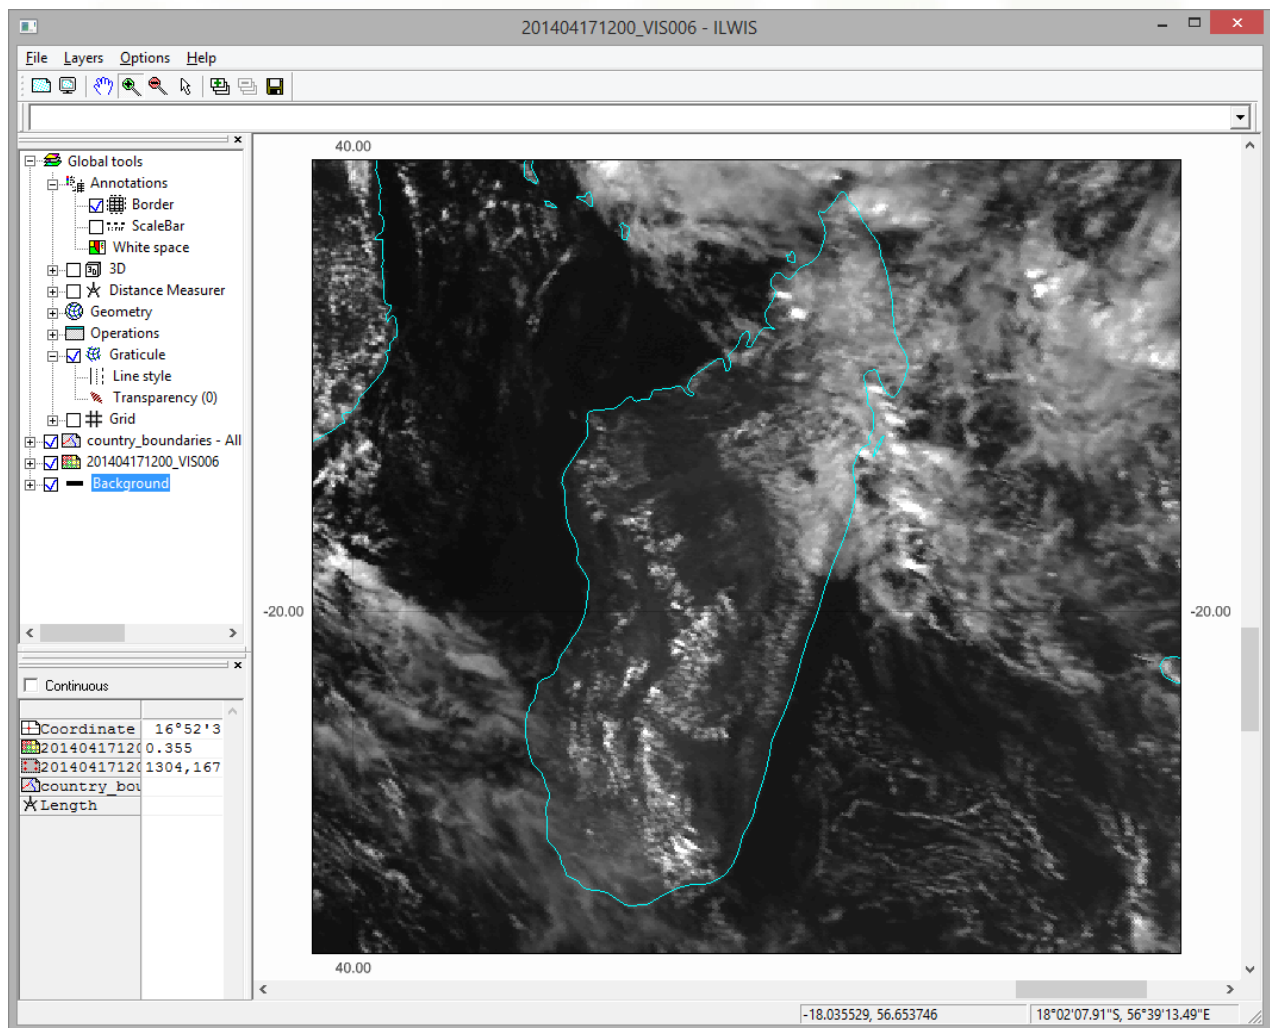 201404171200_VIS006 - ILWIS
File Layers Options Help
Global tools
Annotations
Border
ScaleBar
White space
3D
Distance Measurer
Geometry
Operations
Graticule
Line style
Transparency (0)
Grid
country_boundaries - All
201404171200_VIS006
Background
Continuous
Coordinate 16°52'3
2014041712 0.355
2014041712 1304,167
country_bou
Length
40.00
-20.00
-20.00
40.00
-18.035529, 56.653746
18°02'07.91"S, 56°39'13.49"E